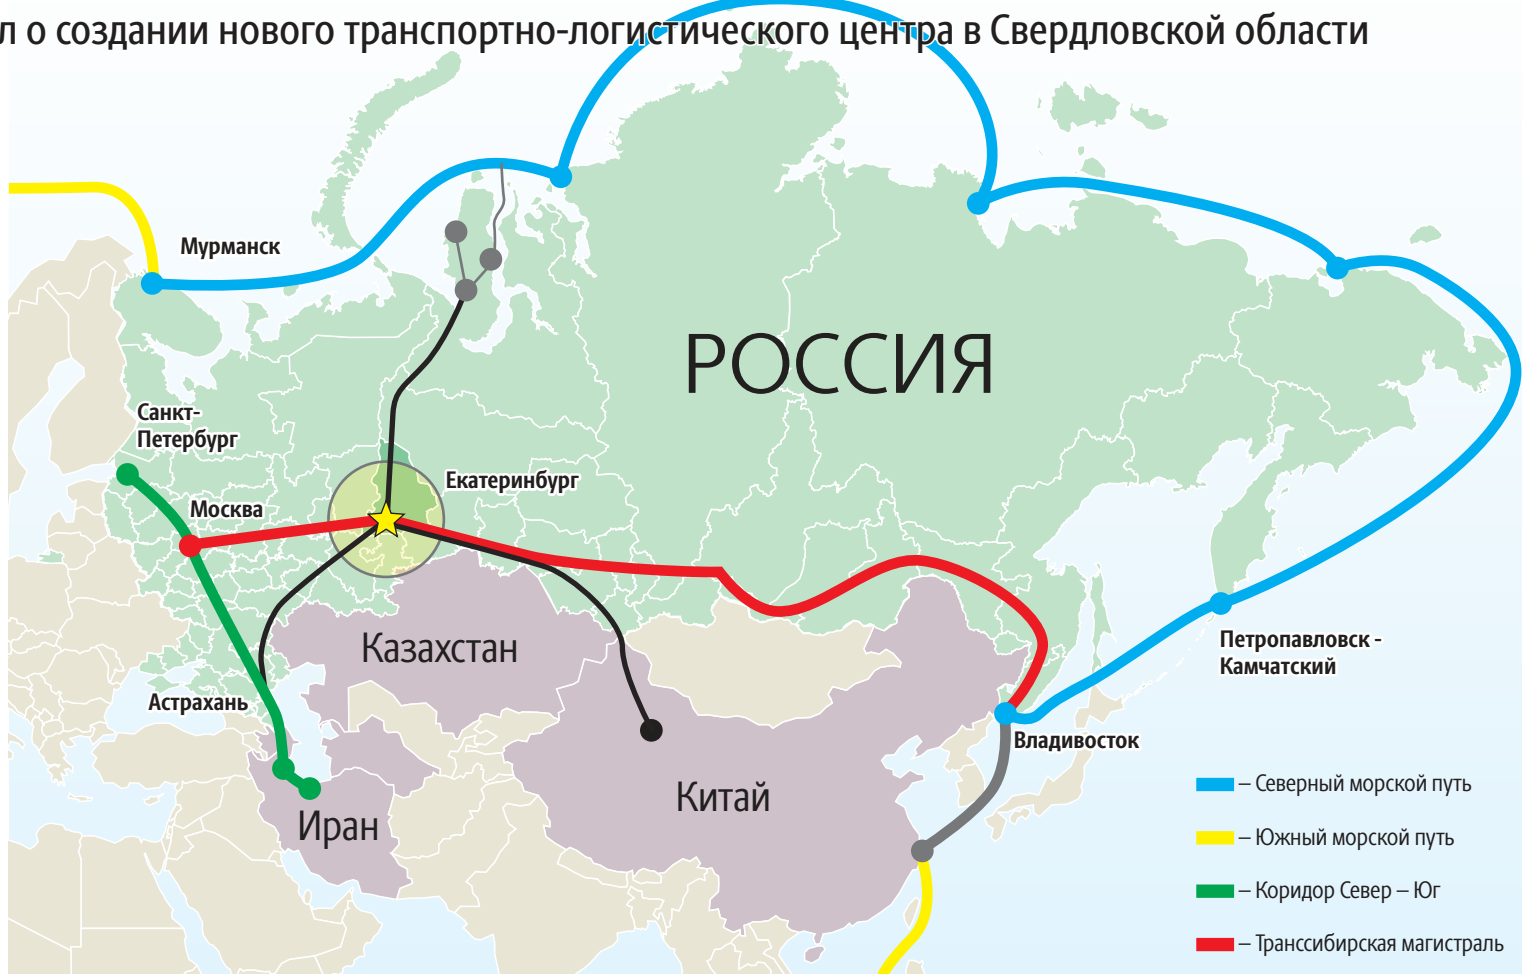 л о создании нового транспортно-логистического центра в Свердловской области
Мурманск
РОССИЯ
Санкт-
Петербург
Екатеринбург
Москва
Казахстан
Петропавловск -
Камчатский
Астрахань
Владивосток
Китай
Иран
– Северный морской путь
– Южный морской путь
– Коридор Север – Юг
– Транссибирская магистраль